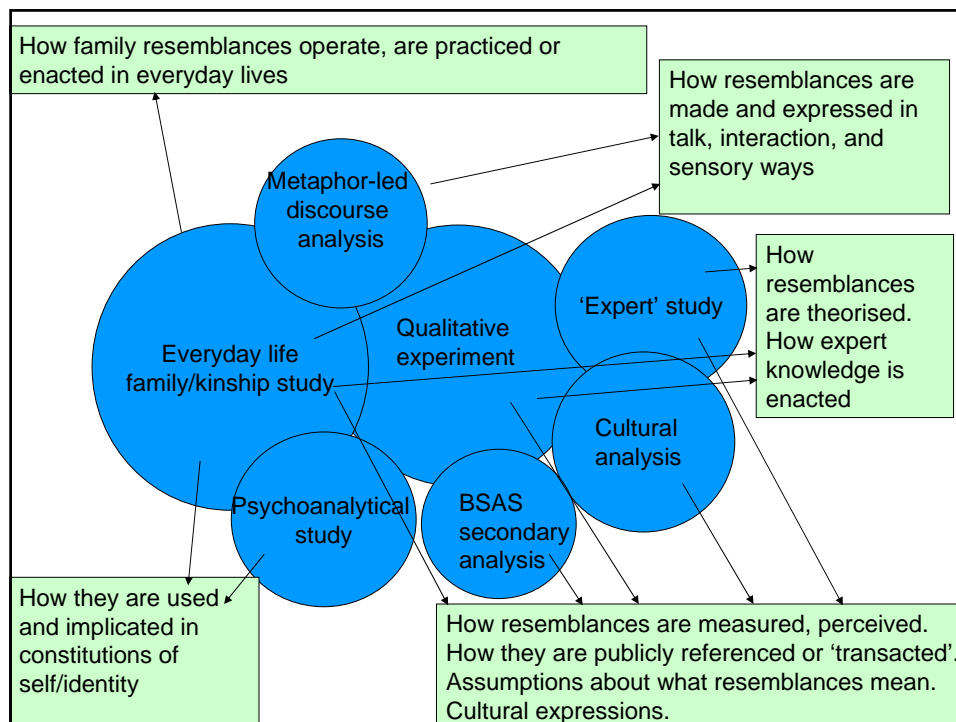 How family resemblances operate, are practiced or
enacted in everyday lives
How resemblances are
made and expressed in
talk, interaction, and
sensory ways
Metaphor-led
discourse
analysis
How
resemblances
are theorised.
How expert
knowledge is
enacted
‘Expert’ study
Qualitative
experiment
Everyday life
family/kinship study
Cultural
analysis
Psychoanalytical
study
BSAS
secondary
analysis
How they are used
and implicated in
constitutions of
self/identity
How resemblances are measured, perceived.
How they are publicly referenced or ‘transacted’.
Assumptions about what resemblances mean.
Cultural expressions.